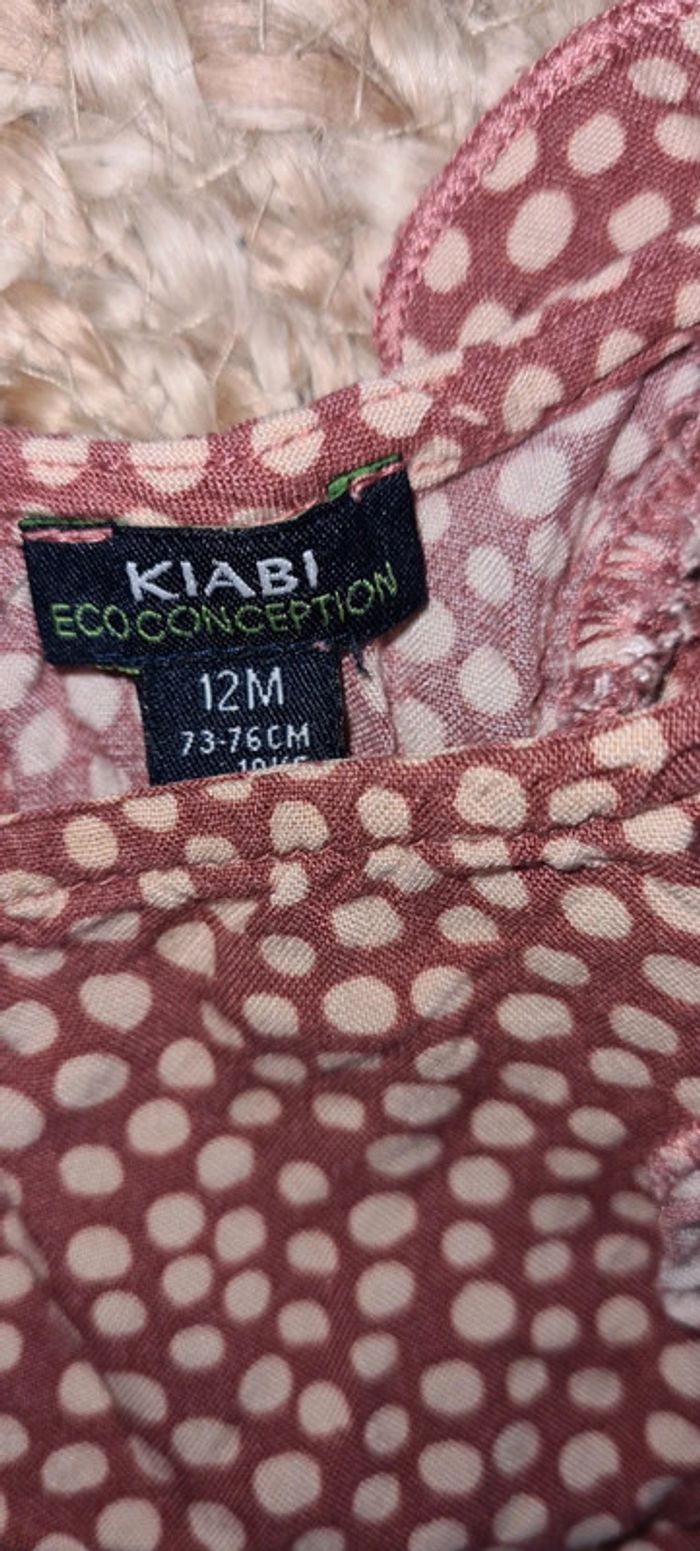 KIABI
ECOCONCEPTION
12M
73-76CM